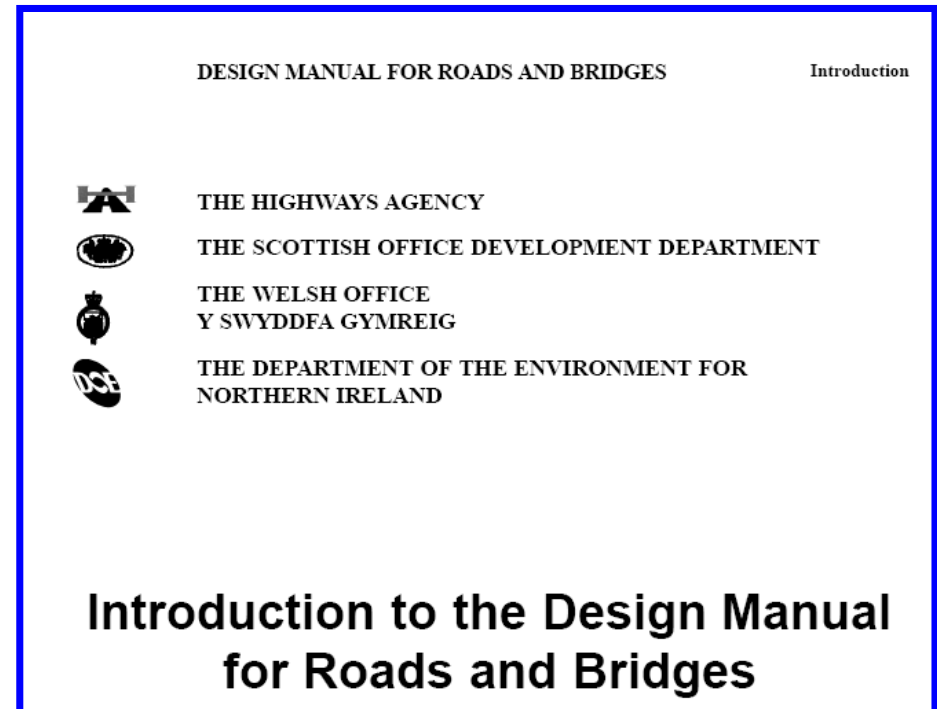 DESIGN MANUAL FOR ROADS AND BRIDGES Introduction
THE HIGHWAYS AGENCY
THE SCOTTISH OFFICE DEVELOPMENT DEPARTMENT
THE WELSH OFFICE
Y SWYDDFA GYMREIG
DOE
THE DEPARTMENT OF THE ENVIRONMENT FOR
NORTHERN IRELAND
Introduction to the Design Manual
for Roads and Bridges